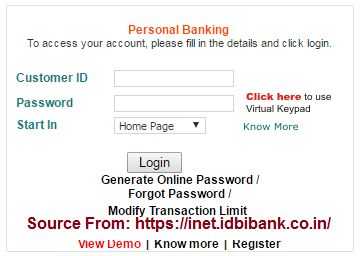 Personal Banking
To access your account, please fill in the details and click login.
Customer ID
Password
Click here to use
Virtual Keypad
Start In
Home Page
Know More
Login
Generate Online Password /
Forgot Password /
Modify Transaction Limit
Source From: https://inet.idbibank.co.in/
View Demo | Know more | Register